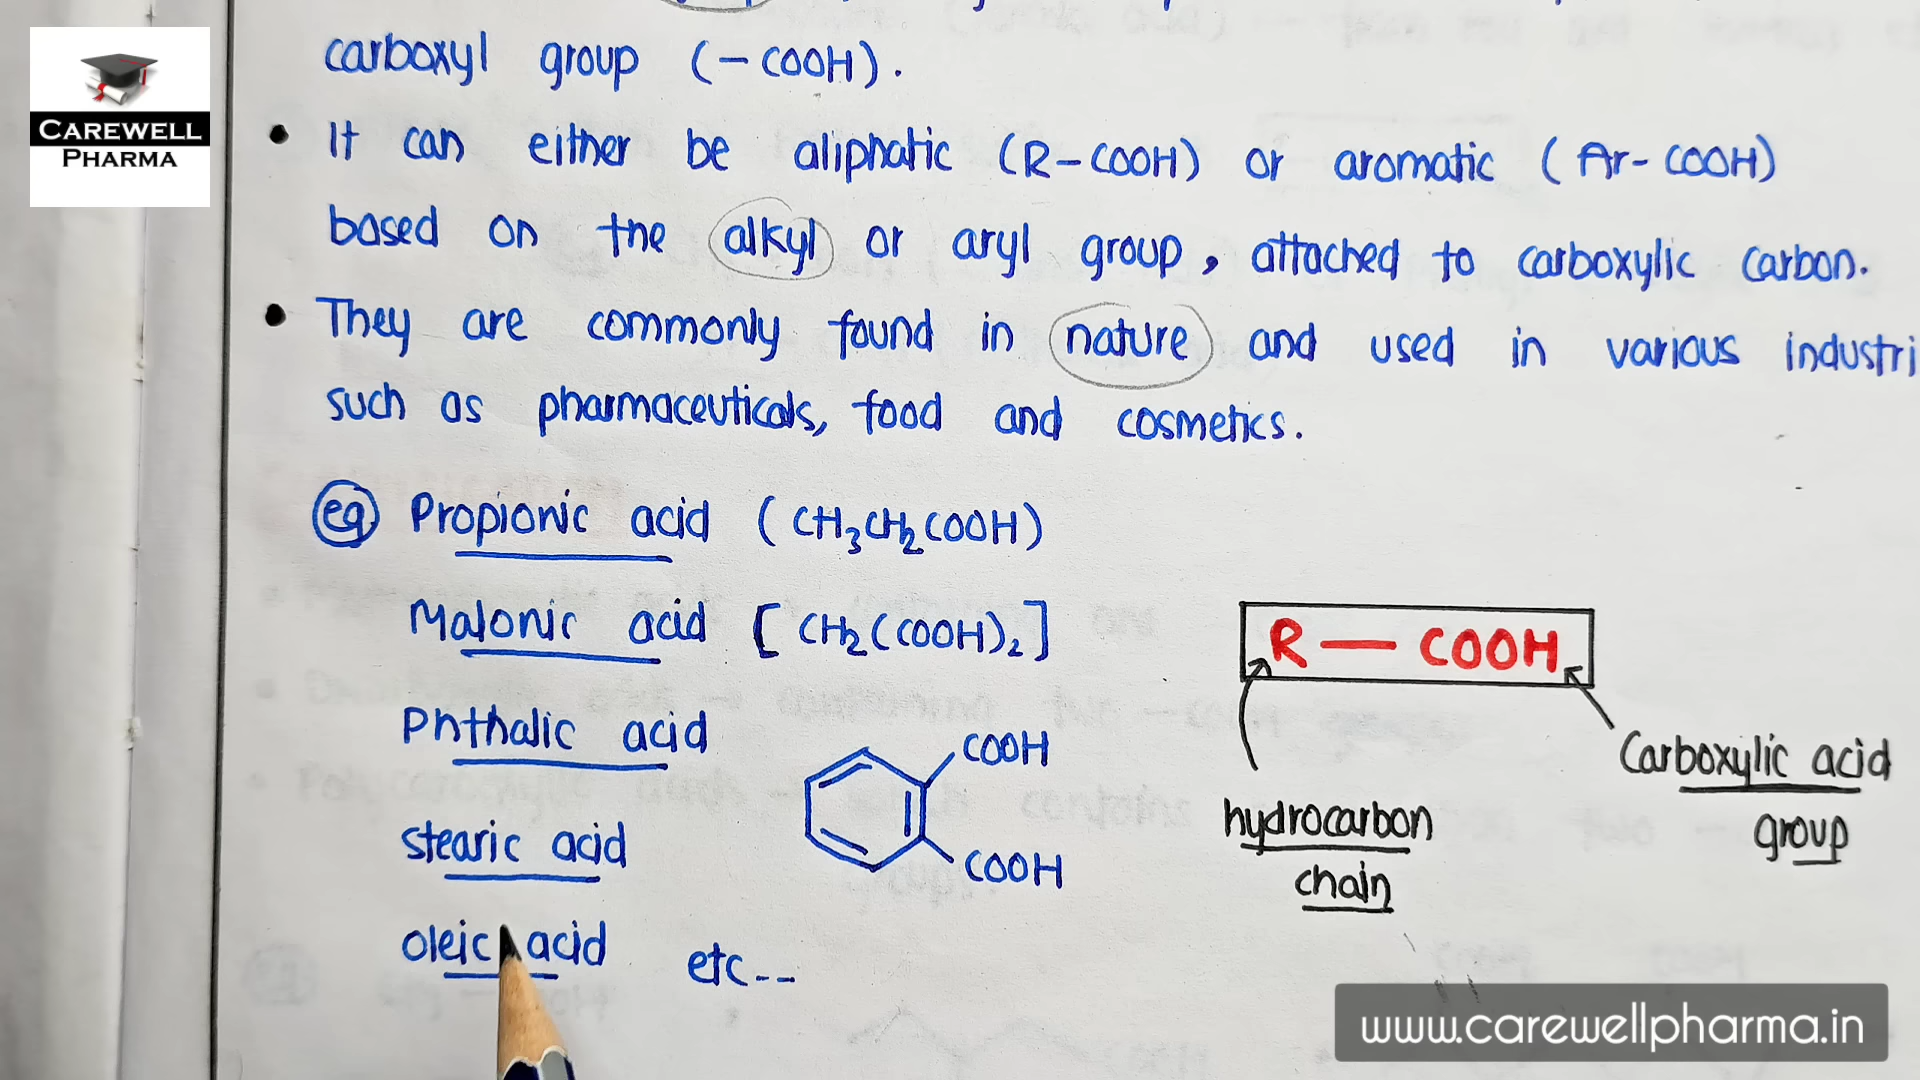 carboxyl group (-COOH).
• It can either be aliphatic (R-COOH) or aromatic (Ar-COOH)
based on the alkyl or aryl group, attached to carboxylic carbon.
• They are commonly found in nature and used in various industri
such as pharmaceuticals, food and cosmetics.
eg Propionic acid (CH₃CH₂COOH)
Malonic acid [CH₂(COOH)₂]
Phthalic acid
COOH
COOH
stearic acid
oleic acid etc--
R — COOH
hydrocarbon
chain
Carboxylic acid
group
CAREWELL
PHARMA
www.carewellpharma.in